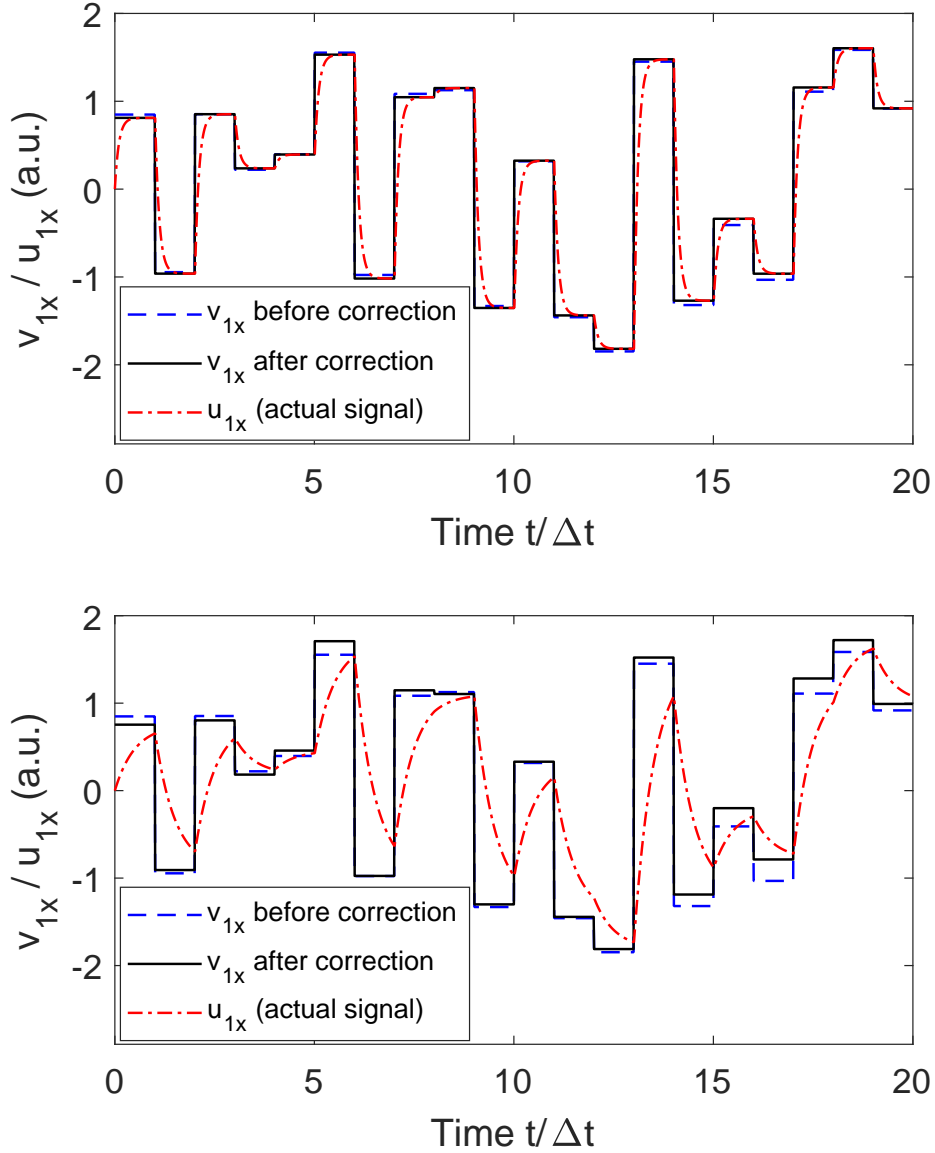 2
1
0
-1
-2
v1x / u1x (a.u.)
v1x before correction
v1x after correction
u1x (actual signal)
0 5 10 15 20
Time t/ Δt
2
1
0
-1
-2
v1x / u1x (a.u.)
v1x before correction
v1x after correction
u1x (actual signal)
0 5 10 15 20
Time t/ Δt